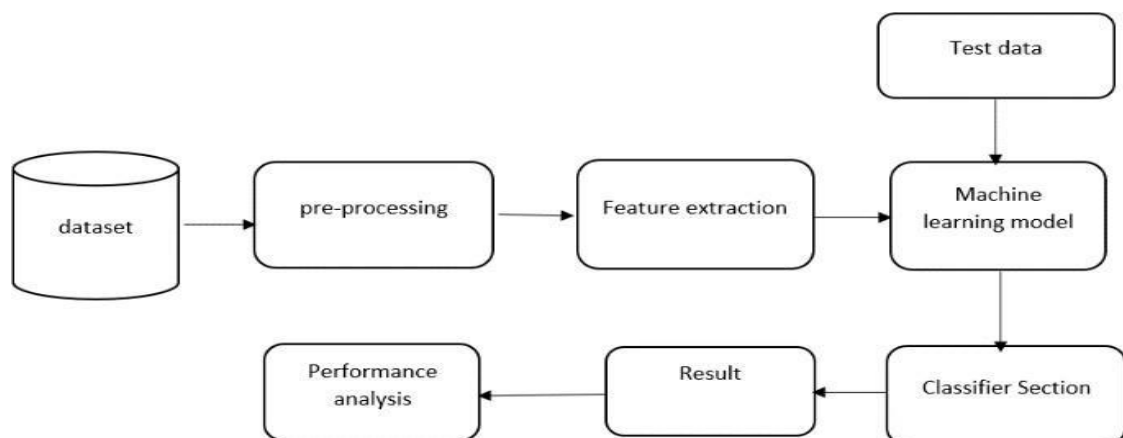 Test data
dataset
pre-processing
Feature extraction
Machine
learning model
Performance
analysis
Result
Classifier Section